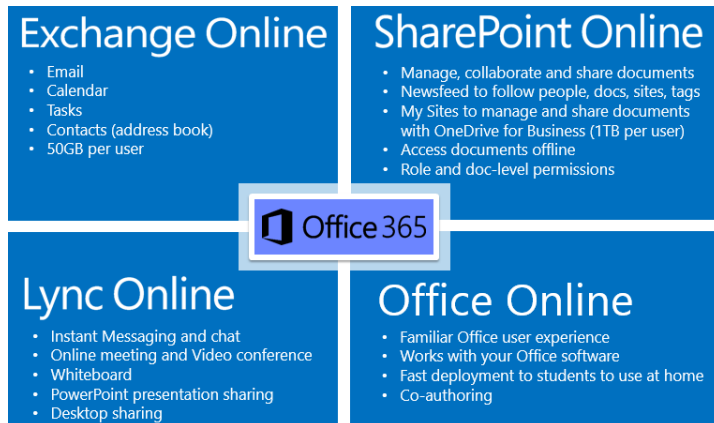 Exchange Online
• Email
• Calendar
• Tasks
• Contacts (address book)
• 50GB per user
SharePoint Online
• Manage, collaborate and share documents
• Newsfeed to follow people, docs, sites, tags
• My Sites to manage and share documents
with OneDrive for Business (1TB per user)
• Access documents offline
• Role and doc-level permissions
Office 365
Lync Online
• Instant Messaging and chat
• Online meeting and Video conference
• Whiteboard
• PowerPoint presentation sharing
• Desktop sharing
Office Online
• Familiar Office user experience
• Works with your Office software
• Fast deployment to students to use at home
• Co-authoring